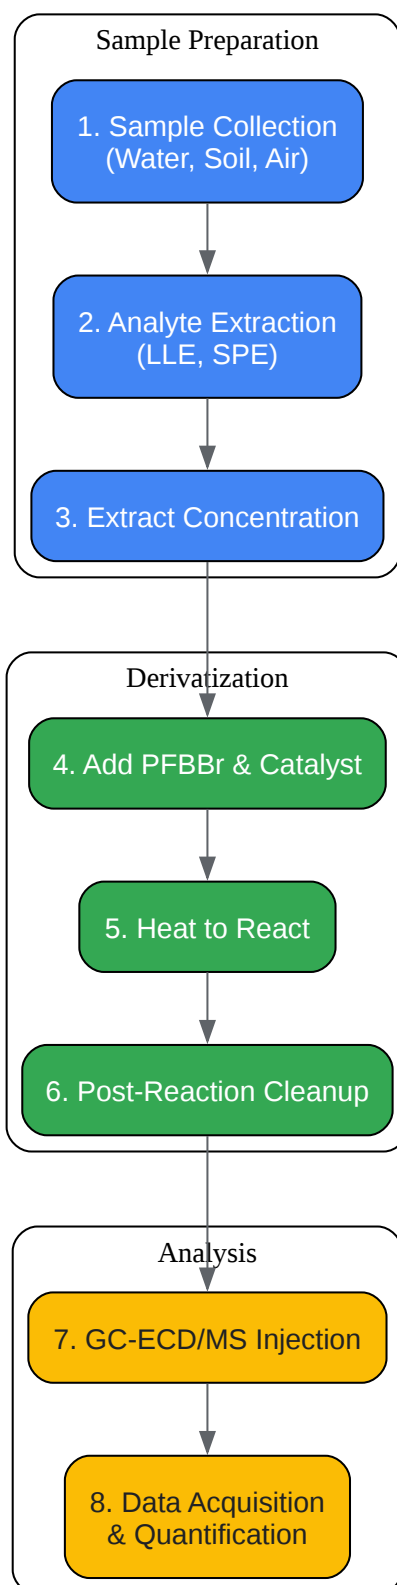 Sample Preparation
1. Sample Collection
(Water, Soil, Air)
2. Analyte Extraction
(LLE, SPE)
3. Extract Concentration
Derivatization
4. Add PFBBr & Catalyst
5. Heat to React
6. Post-Reaction Cleanup
Analysis
7. GC-ECD/MS Injection
8. Data Acquisition
& Quantification